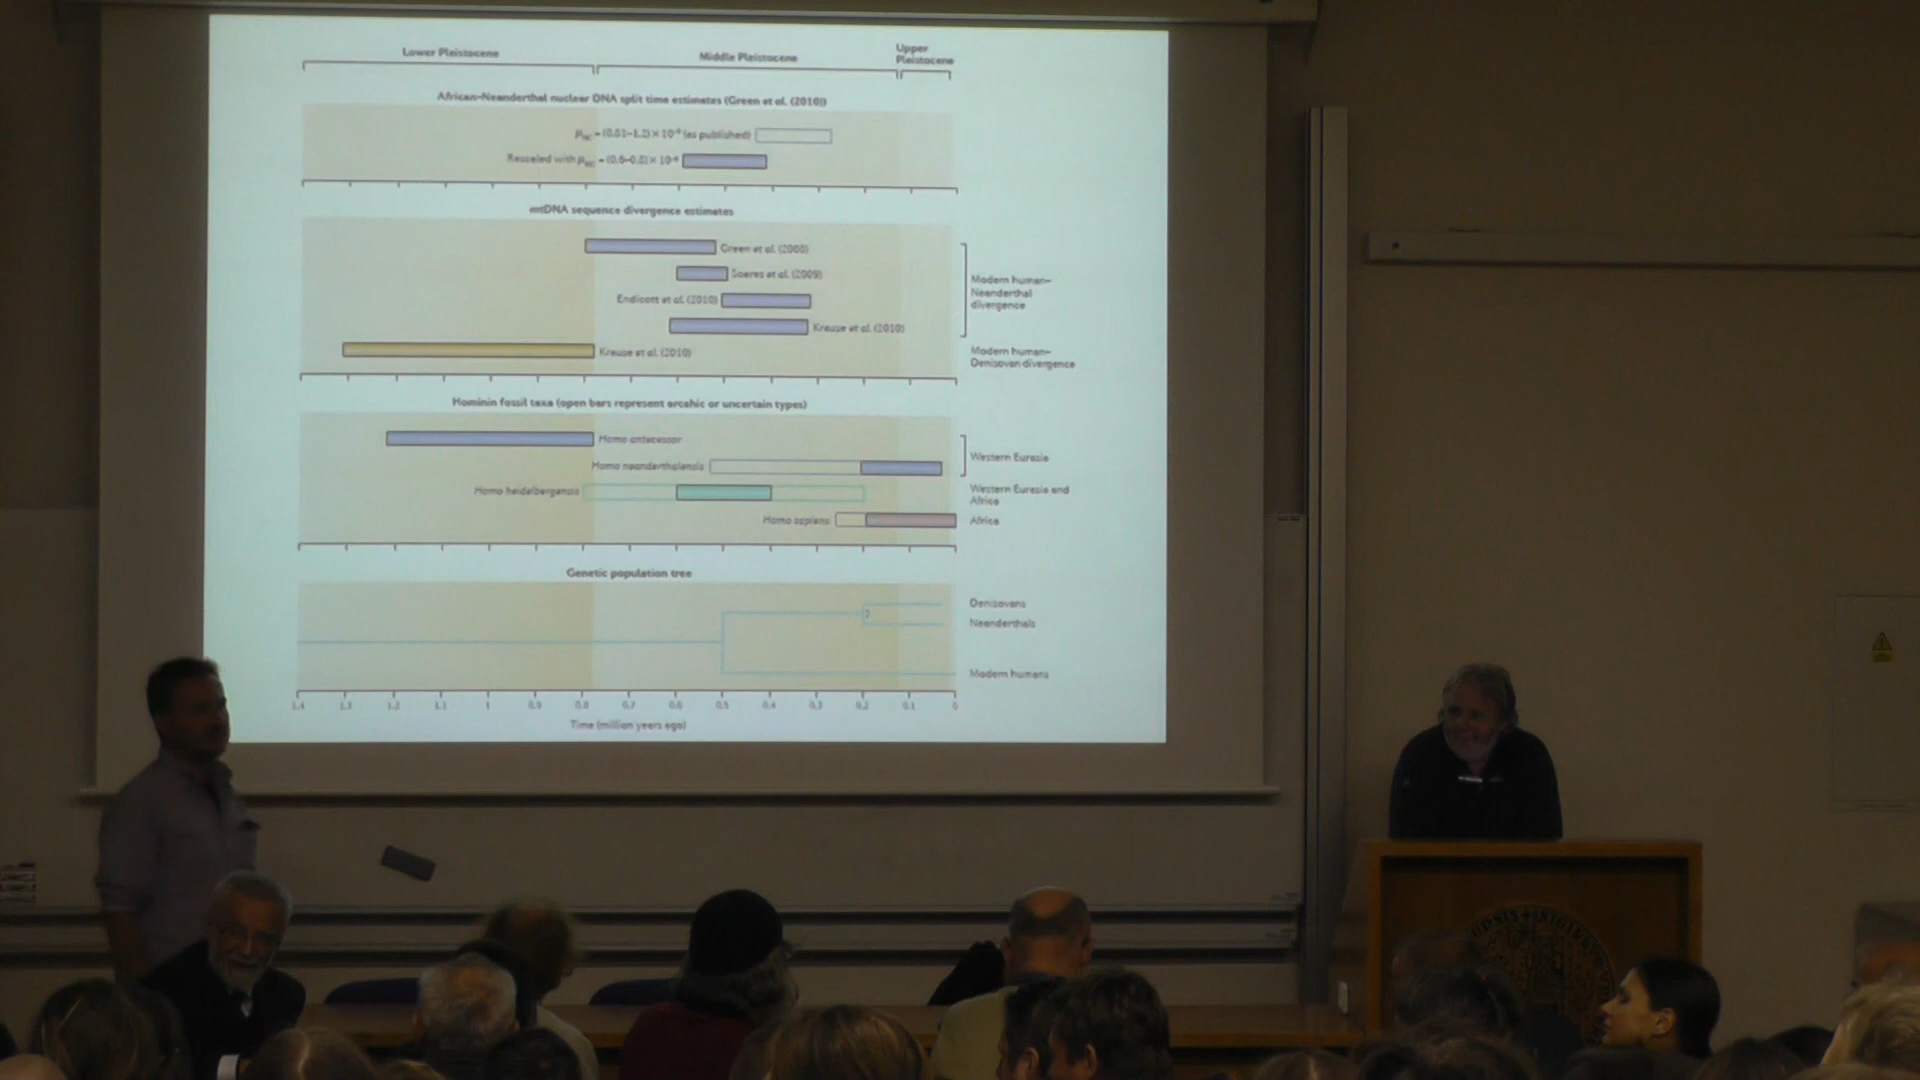 Lower Pleistocene
Middle Pleistocene
Upper
Pleistocene
African–Neanderthal nuclear DNA split time estimates (Green et al. (2010))
(as published)
Rescaled with
mtDNA sequence divergence estimates
Green et al. (2008)
Soares et al. (2009)
Endicott et al. (2010)
Krause et al. (2010)
Modern human–
Neanderthal
divergence
Krause et al. (2010)
Modern human–
Denisovan divergence
Hominin fossil taxa (open bars represent arcahic or uncertain types)
Homo antecessor
Homo neanderthalensis
Western Eurasia
Homo heidelbergensis
Western Eurasia and
Africa
Homo sapiens
Africa
Genetic population tree
Denisovans
?
Neanderthals
Modern humans
1.4 1.3 1.2 1.1 1 0.9 0.8 0.7 0.6 0.5 0.4 0.3 0.2 0.1 0
Time (million years ago)